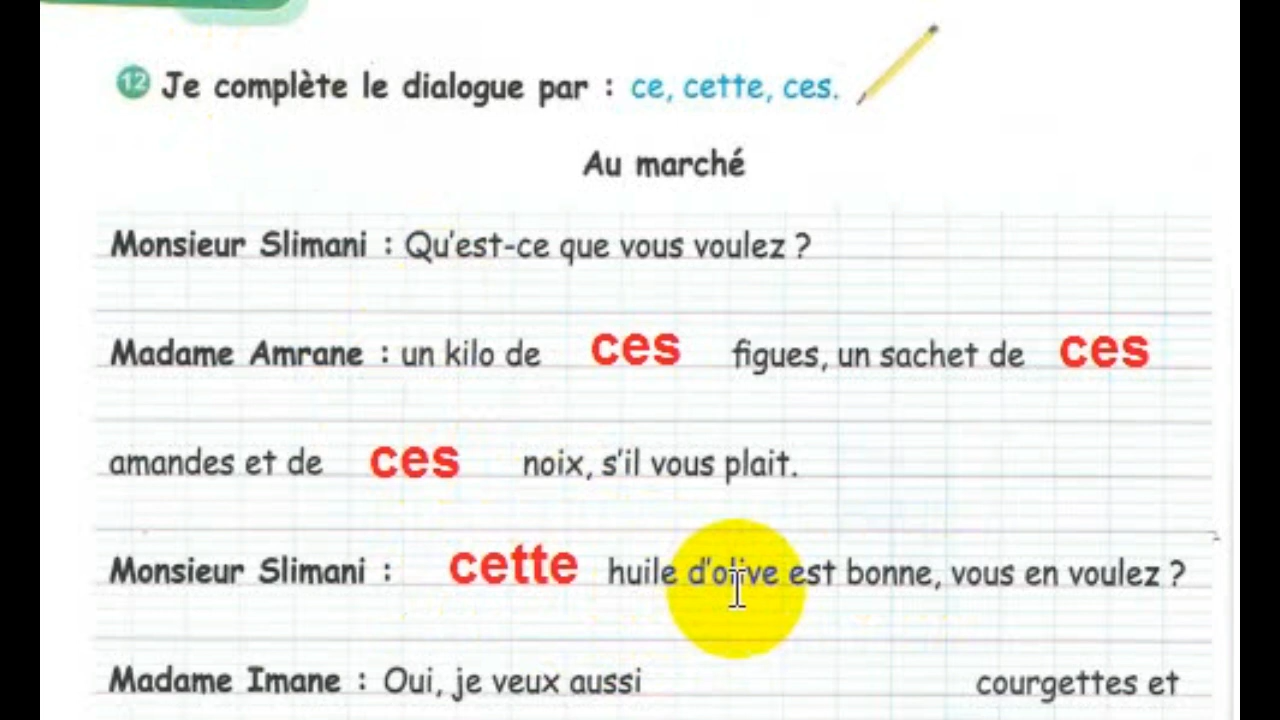 12 Je complète le dialogue par : ce, cette, ces.
Au marché
Monsieur Slimani : Qu'est-ce que vous voulez ?
Madame Amrane : un kilo de ces figues, un sachet de ces
amandes et de ces noix, s'il vous plait.
Monsieur Slimani : cette huile d'olive est bonne, vous en voulez ?
Madame Imane : Oui, je veux aussi courgettes et